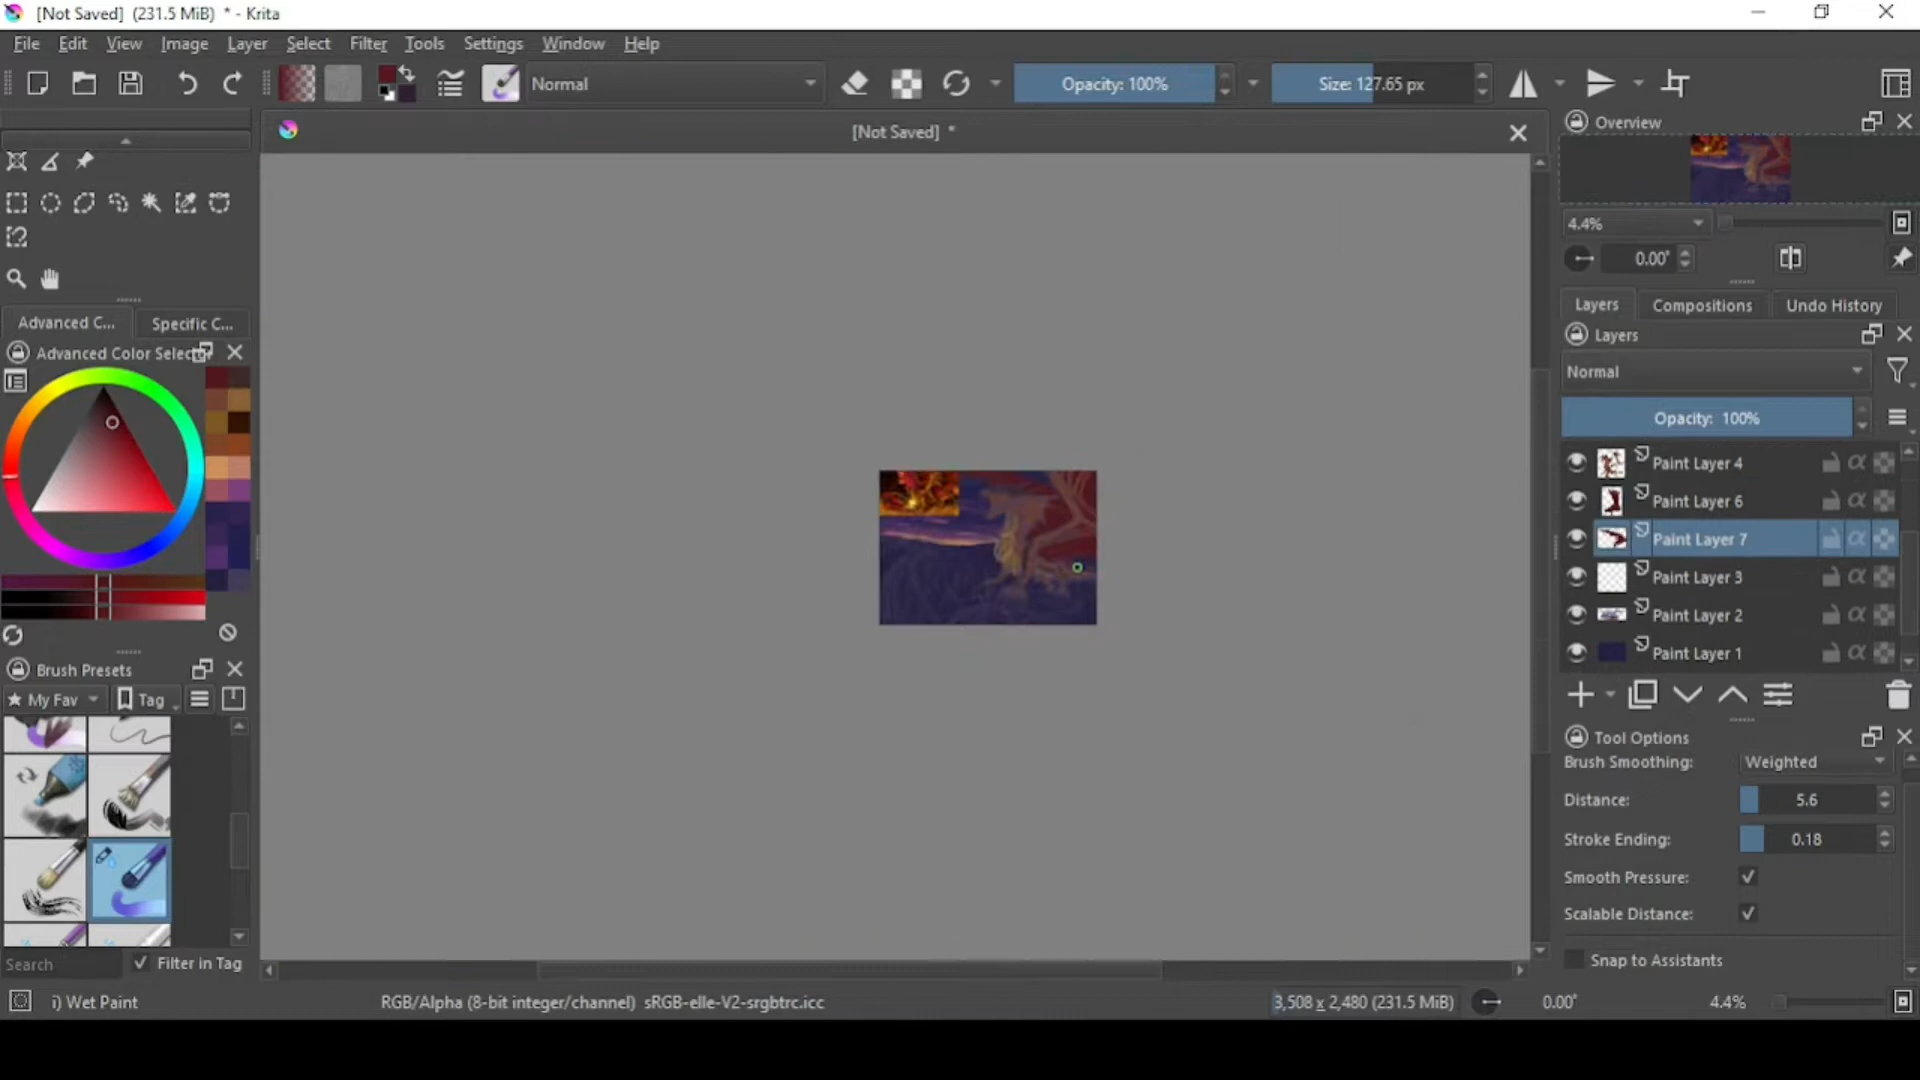 [Not Saved] (231.5 MiB) * - Krita
File Edit View Image Layer Select Filter Tools Settings Window Help
Normal
Opacity: 100%
Size: 127.65 px
[Not Saved] *
Overview
4.4%
0.00°
Advanced C...
Specific C...
Advanced Color Selec
Layers Compositions Undo History
Layers
Normal
Opacity: 100%
Paint Layer 4
Paint Layer 6
Paint Layer 7
Paint Layer 3
Paint Layer 2
Paint Layer 1
Brush Presets
My Fav
Tag
Tool Options
Brush Smoothing: Weighted
Distance: 5.6
Stroke Ending: 0.18
Smooth Pressure:
Scalable Distance:
Snap to Assistants
Search
Filter in Tag
i) Wet Paint
RGB/Alpha (8-bit integer/channel) sRGB-elle-V2-srgbtrc.icc
3,508 x 2,480 (231.5 MiB)
0.00°
4.4%